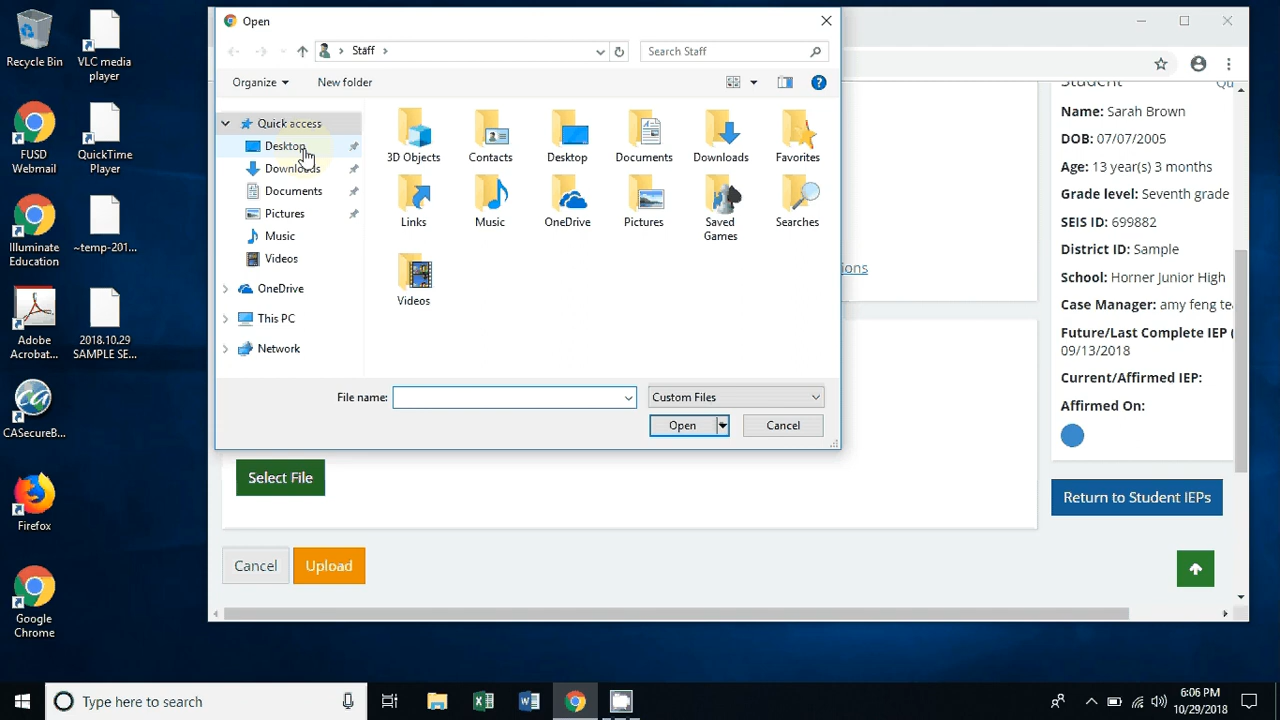 Recycle Bin
VLC media
player
FUSD
Webmail
QuickTime
Player
Illuminate
Education
~temp-201...
Adobe
Acrobat...
2018.10.29
SAMPLE SE...
CASecureB...
Firefox
Google
Chrome
Open
Staff
Search Staff
Organize
New folder
Quick access
Desktop
Downloads
Documents
Pictures
Music
Videos
OneDrive
This PC
Network
3D Objects
Contacts
Desktop
Documents
Downloads
Favorites
Links
Music
OneDrive
Pictures
Saved
Games
Searches
Videos
File name:
Custom Files
Open
Cancel
ions
Select File
Cancel
Upload
Student
Qu
Name: Sarah Brown
DOB: 07/07/2005
Age: 13 year(s) 3 months
Grade level: Seventh grade
SEIS ID: 699882
District ID: Sample
School: Horner Junior High
Case Manager: amy feng te
Future/Last Complete IEP (
09/13/2018
Current/Affirmed IEP:
Affirmed On:
Return to Student IEPs
Type here to search
6:06 PM
10/29/2018